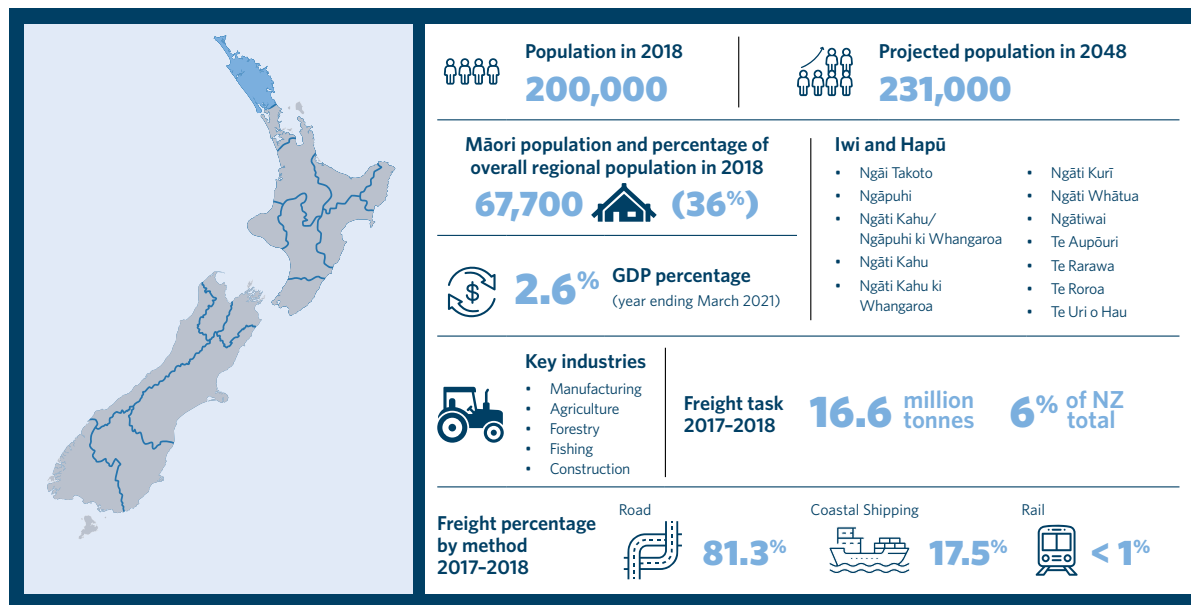 Population in 2018
200,000
Projected population in 2048
231,000
Māori population and percentage of
overall regional population in 2018
67,700 (36%)
$ 2.6% GDP percentage
(year ending March 2021)
Iwi and Hapū
• Ngāi Takoto
• Ngāpuhi
• Ngāti Kahu/
Ngāpuhi ki Whangaroa
• Ngāti Kahu
• Ngāti Kahu ki
Whangaroa
• Ngāti Kurī
• Ngāti Whātua
• Ngātiwai
• Te Aupōuri
• Te Rarawa
• Te Roroa
• Te Uri o Hau
Key industries
• Manufacturing
• Agriculture
• Forestry
• Fishing
• Construction
Freight task
2017–2018
16.6 million
tonnes
6% of NZ
total
Freight percentage
by method
2017–2018
Road
81.3%
Coastal Shipping
17.5%
Rail
< 1%